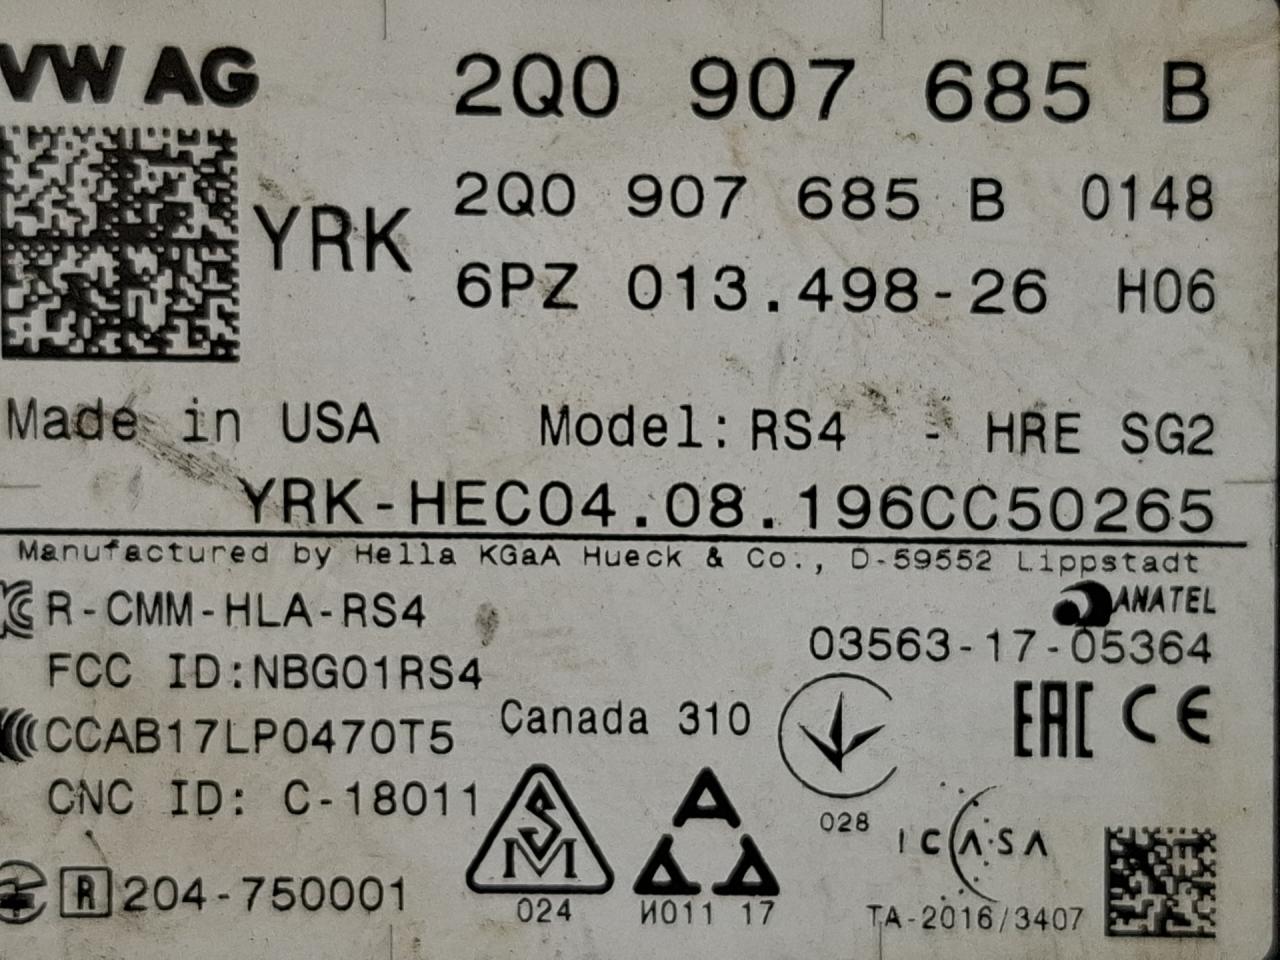 VW AG
2Q0 907 685 B
YRK
2Q0 907 685 B 0148
6PZ 013.498-26 H06
Made in USA
Model: RS4 - HRE SG2
YRK-HEC04.08.196CC50265
Manufactured by Hella KGaA Hueck & Co., D-59552 Lippstadt
R-CMM-HLA-RS4
ANATEL
03563-17-05364
FCC ID:NBG01RS4
Canada 310
EAC CE
CCAB17LP0470T5
CNC ID: C-18011
028
ICASA
R 204-750001
SM
024
И011 17
TA-2016/3407